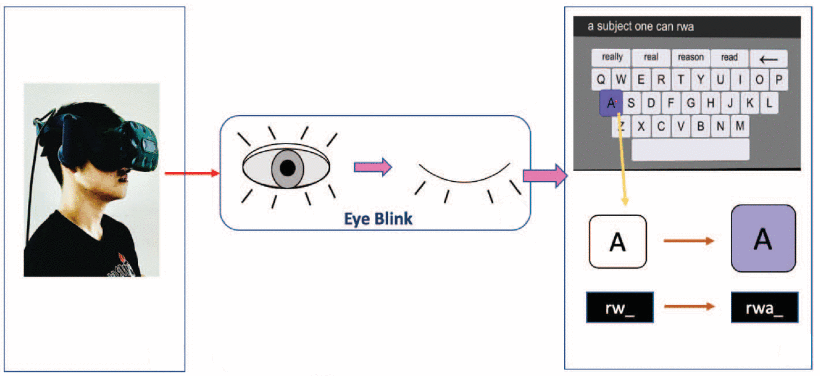 Eye Blink
a subject one can rwa
really real reason read ←
Q W E R T Y U I O P
A S D F G H J K L
Z X C V B N M
A A
rw_ rwa_